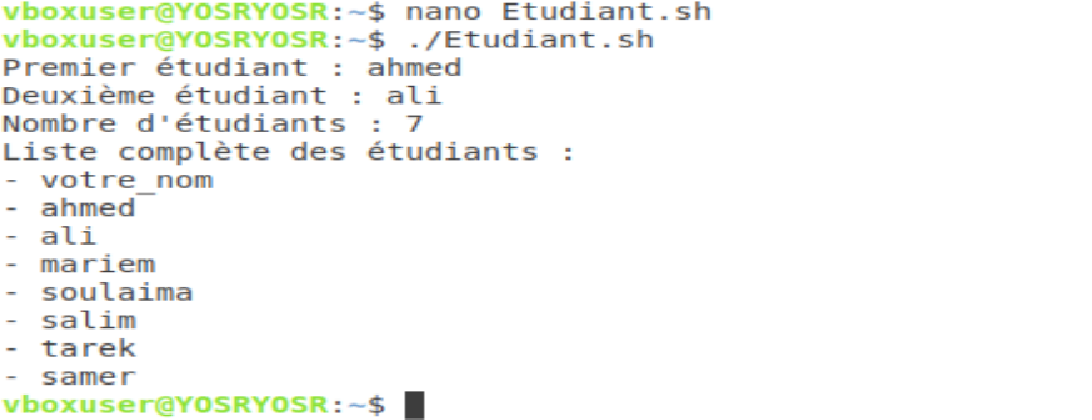 vboxuser@YOSRYOSR:~$ nano Etudiant.sh
vboxuser@YOSRYOSR:~$ ./Etudiant.sh
Premier étudiant : ahmed
Deuxième étudiant : ali
Nombre d'étudiants : 7
Liste complète des étudiants :
- votre_nom
- ahmed
- ali
- mariem
- soulaima
- salim
- tarek
- samer
vboxuser@YOSRYOSR:~$